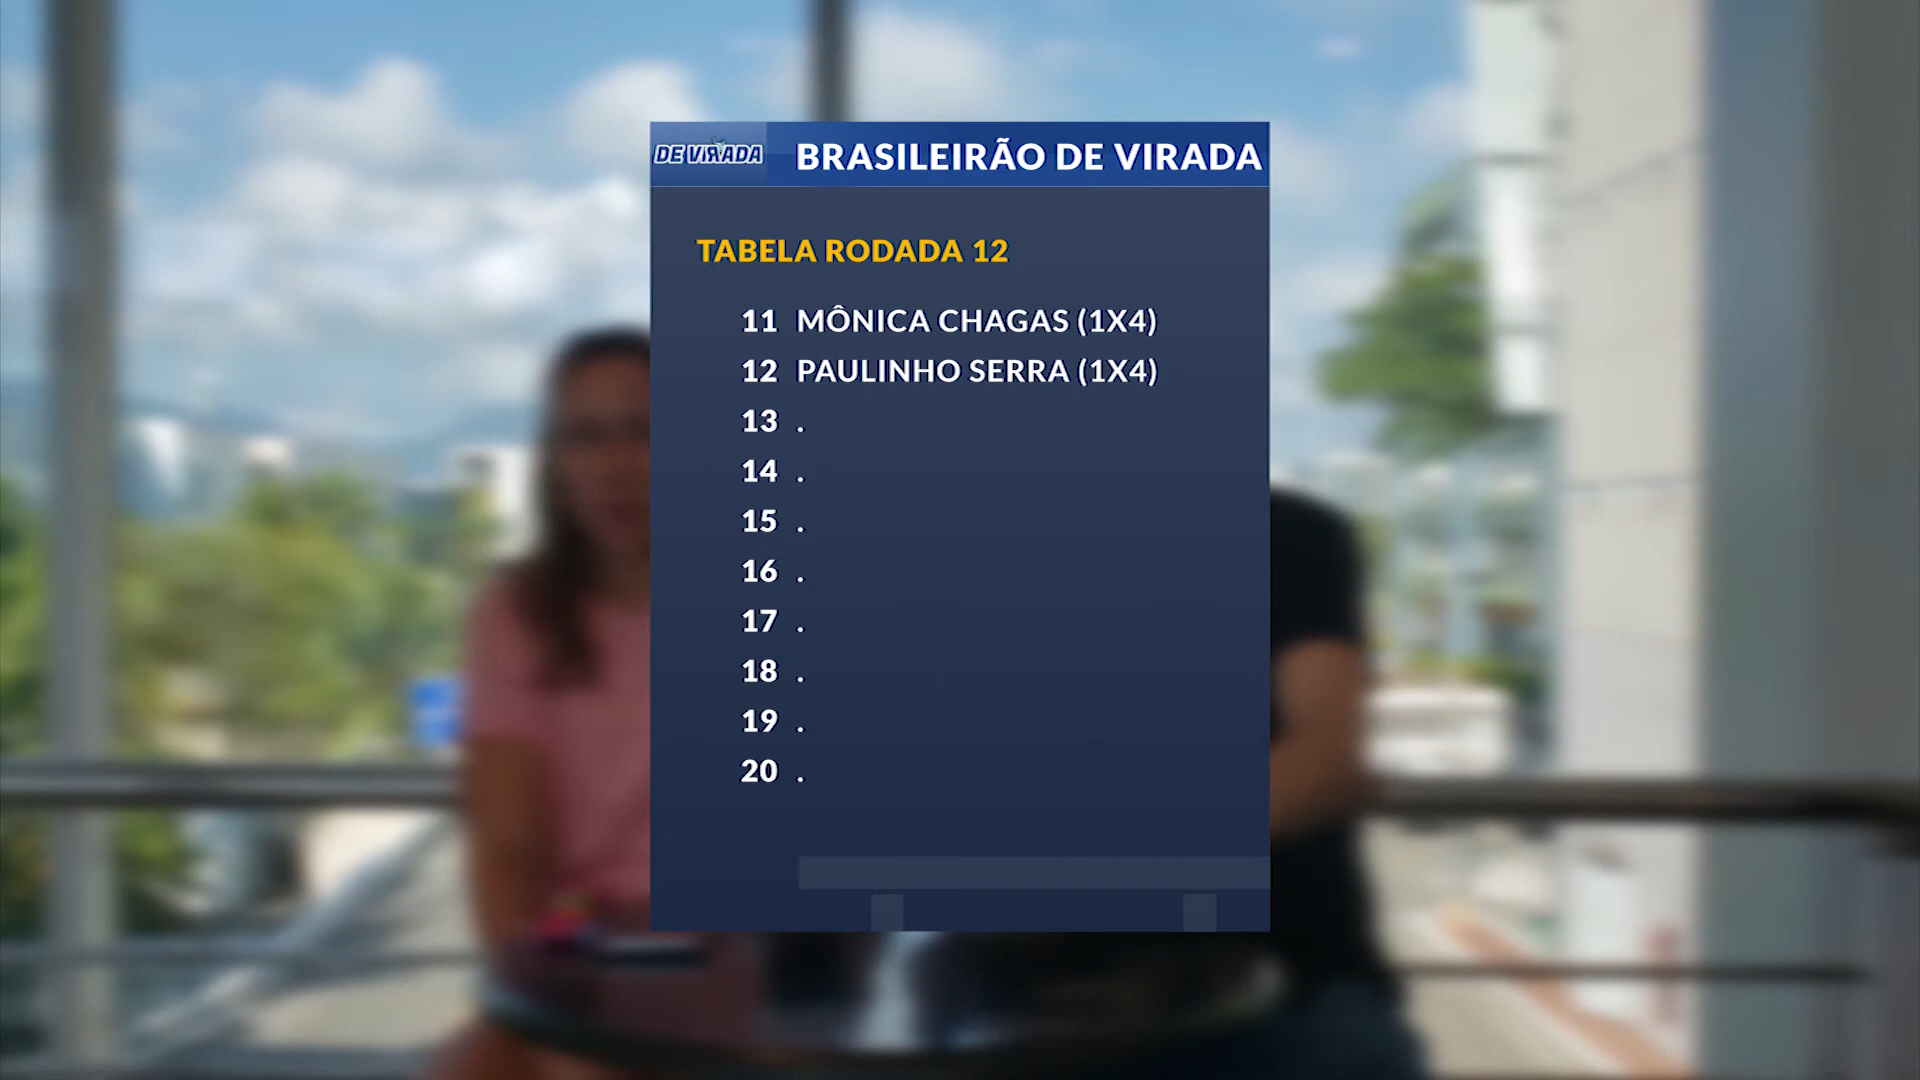 DE VIRADA BRASILEIRÃO DE VIRADA
TABELA RODADA 12
11 MÔNICA CHAGAS (1X4)
12 PAULINHO SERRA (1X4)
13 .
14 .
15 .
16 .
17 .
18 .
19 .
20 .